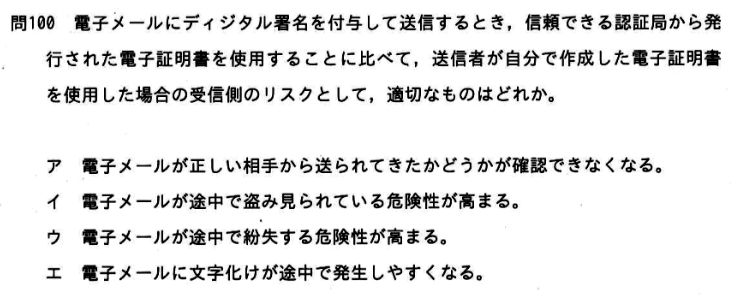 問100 電子メールにディジタル署名を付与して送信するとき，信頼できる認証局から発
行された電子証明書を使用することに比べて，送信者が自分で作成した電子証明書
を使用した場合の受信側のリスクとして，適切なものはどれか。
ア 電子メールが正しい相手から送られてきたかどうかが確認できなくなる。
イ 電子メールが途中で盗み見られている危険性が高まる。
ウ 電子メールが途中で紛失する危険性が高まる。
エ 電子メールに文字化けが途中で発生しやすくなる。